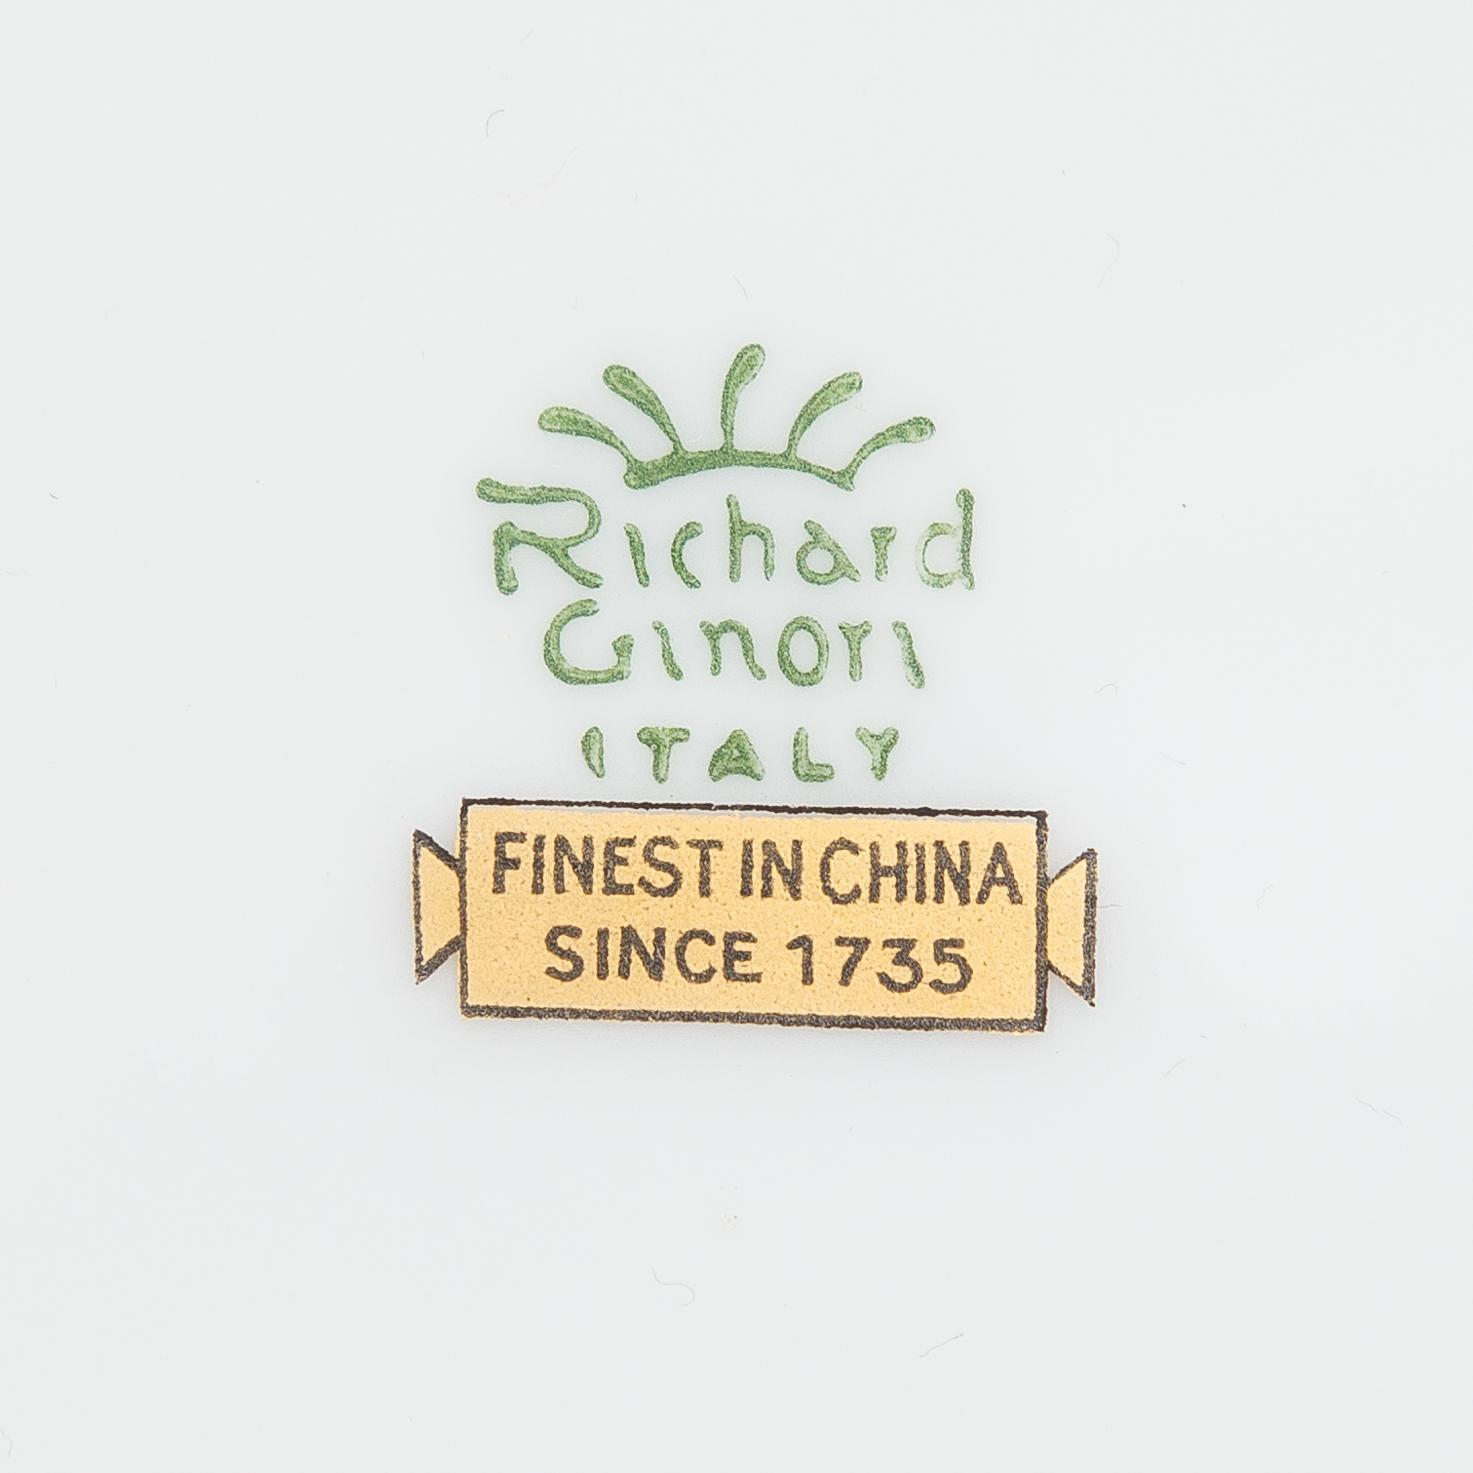 Richard
Ginori
ITALY
FINEST IN CHINA
SINCE 1735